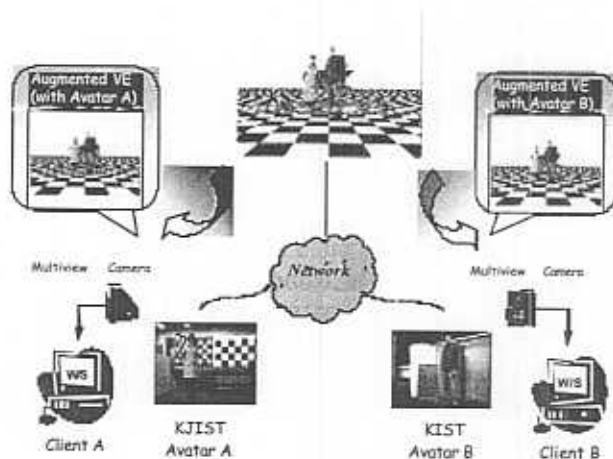 Augmented VE
(with Avatar A)
Augmented VE
(with Avatar B)
Network
Multiview Camera
Multiview Camera
W/S
W/S
Client A
KJIST
Avatar A
KIST
Avatar B
Client B